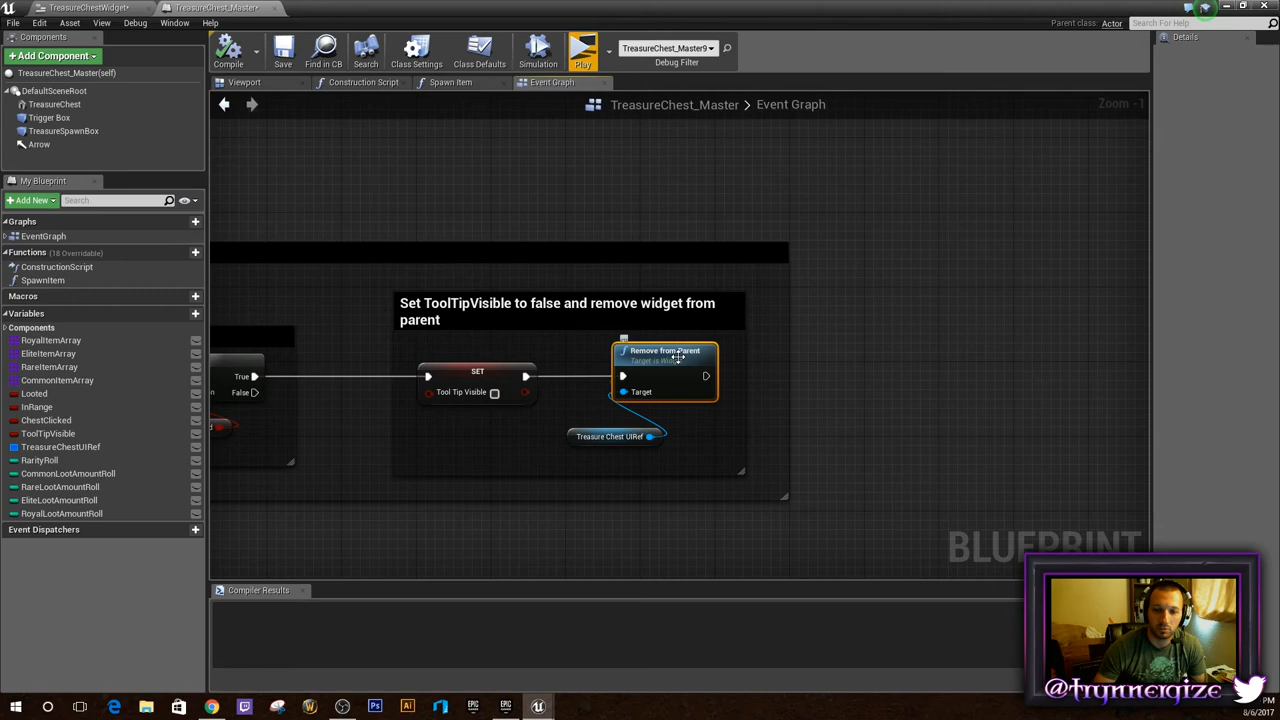 TreasureChestWidget*
TreasureChest_Master*
File Edit Asset View Debug Window Help
Parent class: Actor
Search For Help
Components
+Add Component
TreasureChest_Master(self)
DefaultSceneRoot
TreasureChest
Trigger Box
TreasureSpawnBox
Arrow
Compile Save Find in CB Search Class Settings Class Defaults Simulation Play
TreasureChest_Master9
Debug Filter
Details
Viewport Construction Script Spawn Item Event Graph
TreasureChest_Master > Event Graph
Zoom -1
My Blueprint
+Add New
Search
Graphs
EventGraph
Functions (18 Overridable)
ConstructionScript
SpawnItem
Macros
Variables
Components
RoyalItemArray
EliteItemArray
RareItemArray
CommonItemArray
Looted
InRange
ChestClicked
ToolTipVisible
TreasureChestUIRef
RarityRoll
CommonLootAmountRoll
RareLootAmountRoll
EliteLootAmountRoll
RoyalLootAmountRoll
Event Dispatchers
Set ToolTipVisible to false and remove widget from
parent
True
False
SET
Tool Tip Visible
Remove from Parent
Target
Treasure Chest UIRef
BLUEPRINT
Compiler Results
@trynnergize
PM
8/6/2017